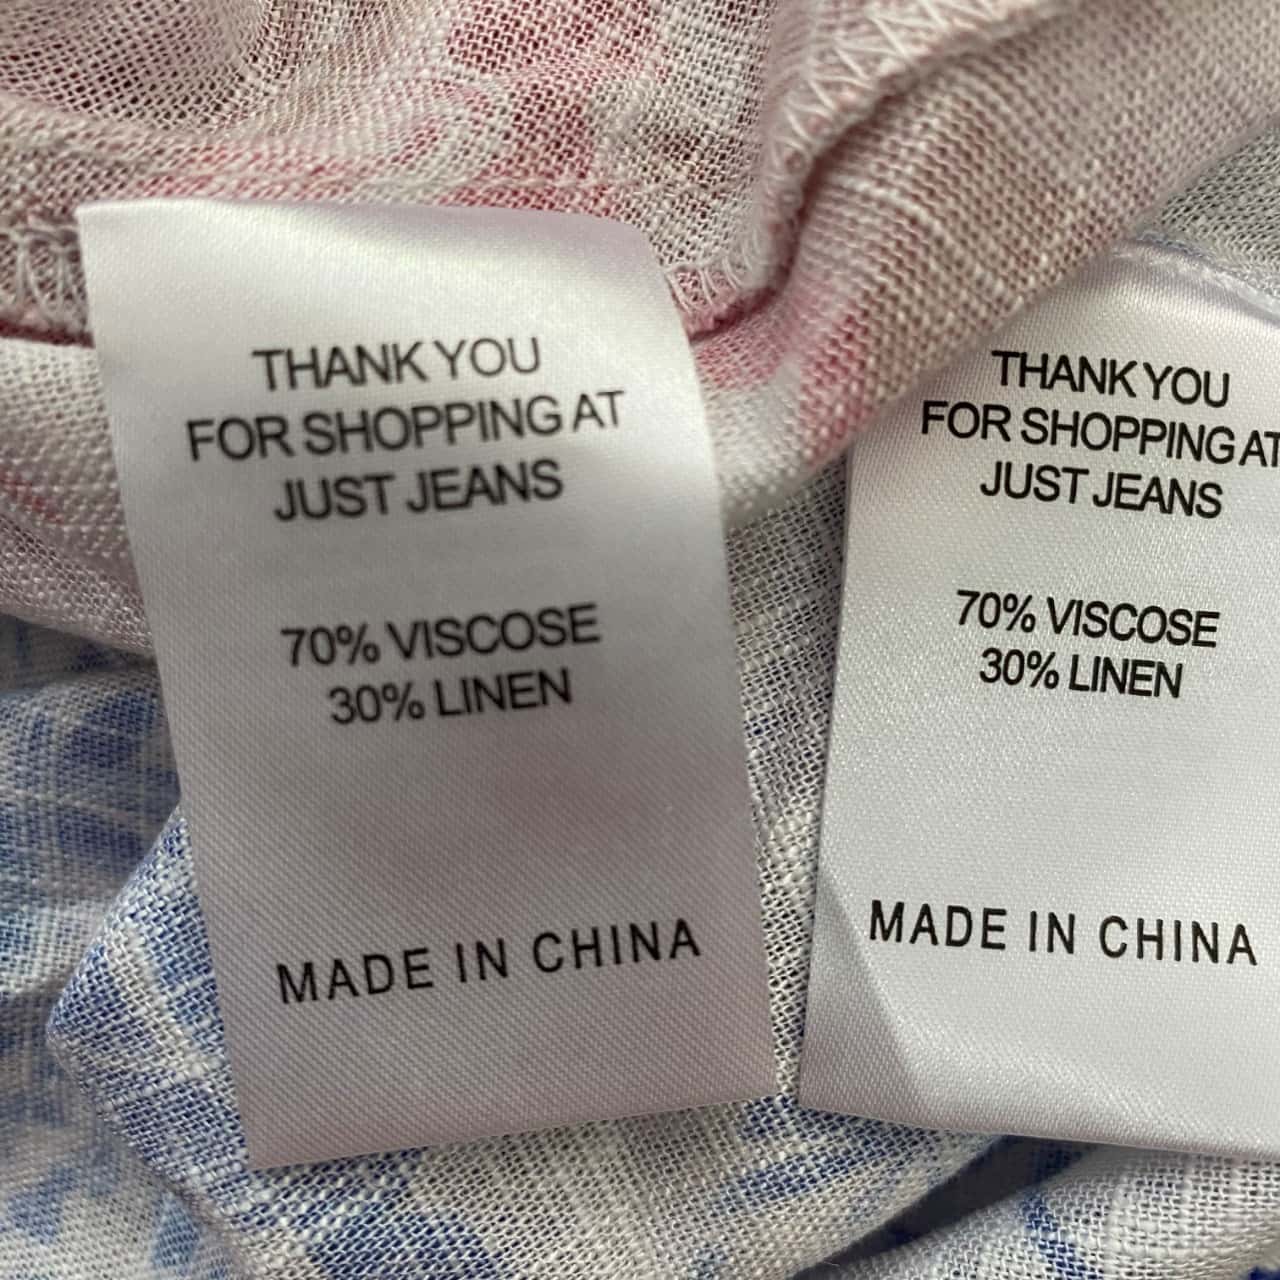 THANK YOU
FOR SHOPPING AT
JUST JEANS
70% VISCOSE
30% LINEN
MADE IN CHINA
THANK YOU
FOR SHOPPING AT
JUST JEANS
70% VISCOSE
30% LINEN
MADE IN CHINA